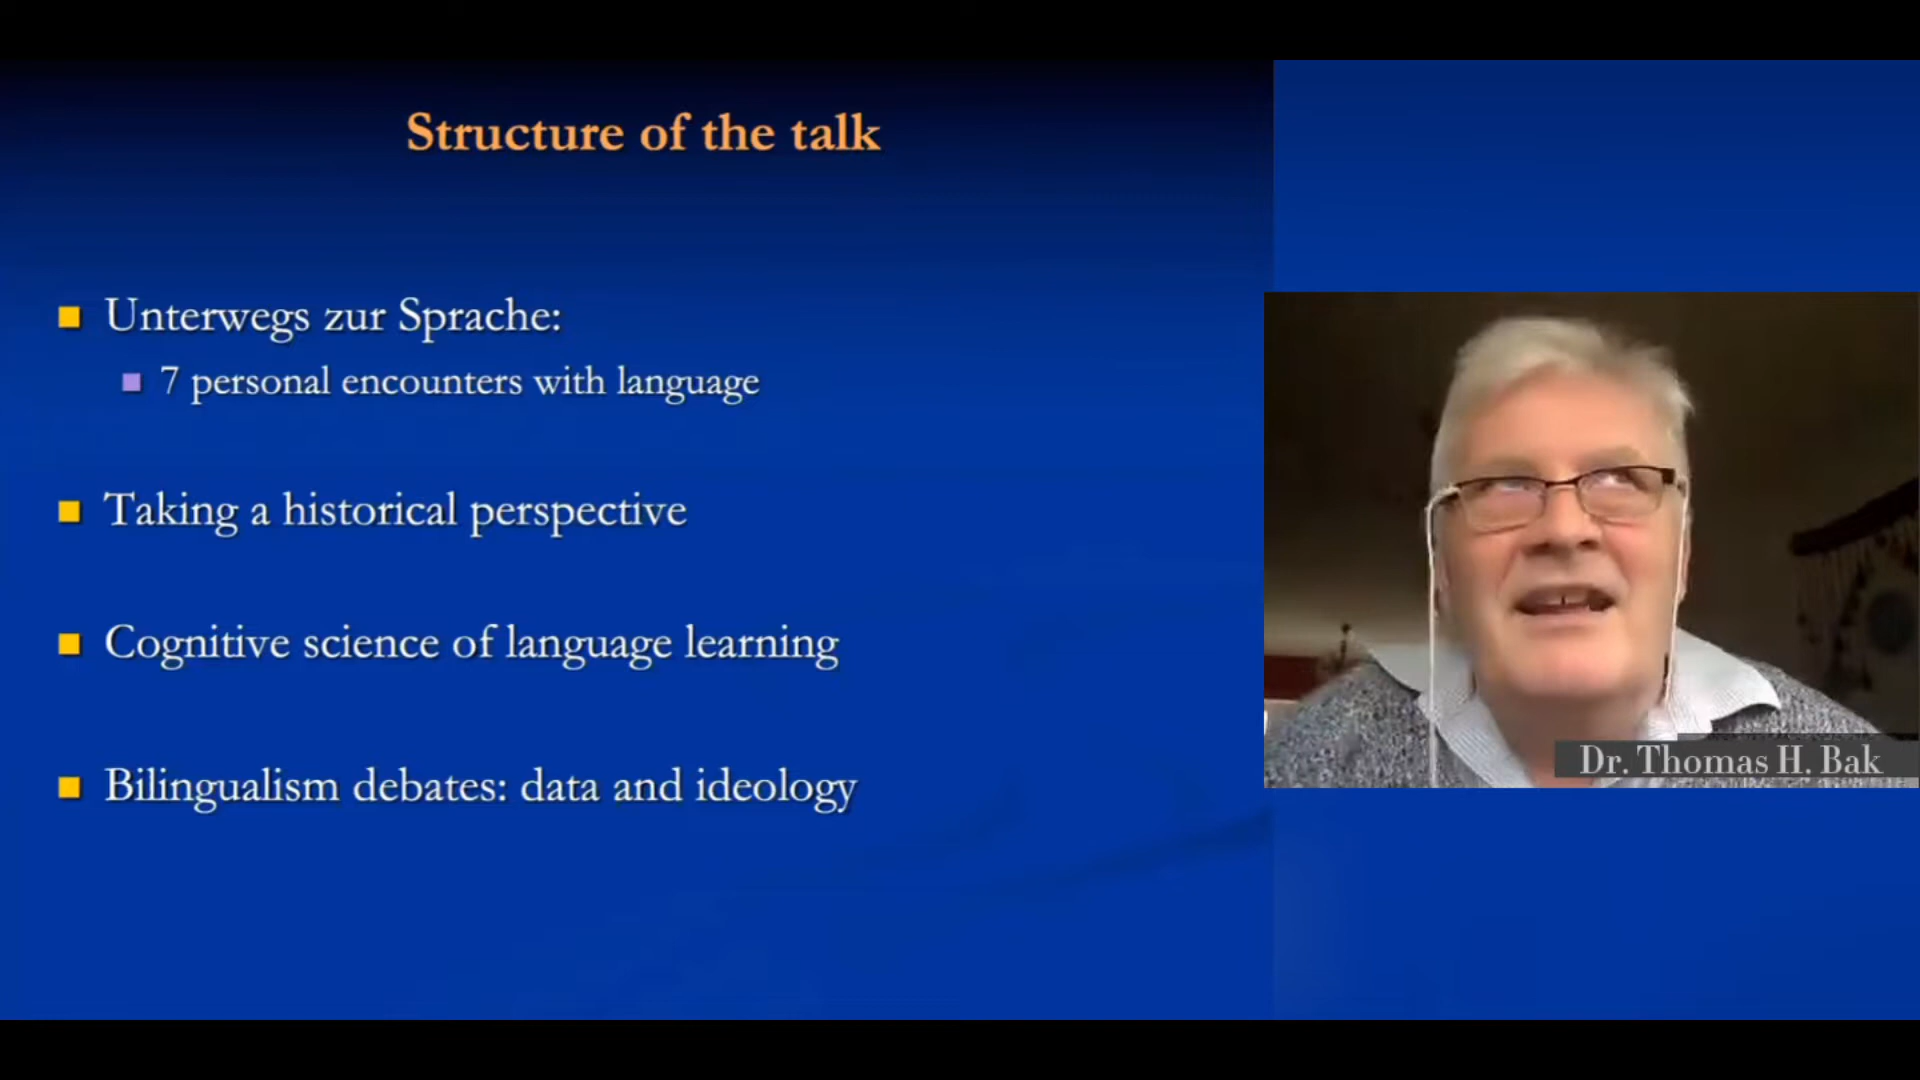 Structure of the talk
Unterwegs zur Sprache:
7 personal encounters with language
Taking a historical perspective
Cognitive science of language learning
Bilingualism debates: data and ideology
Dr. Thomas H. Bak